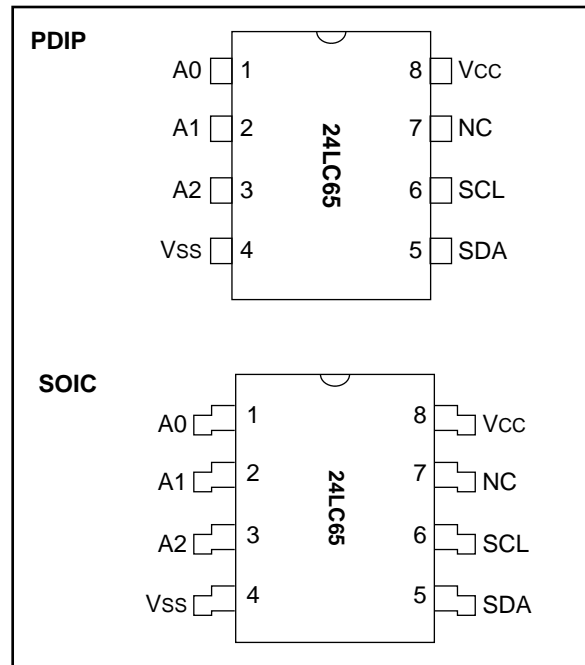 PDIP
A0 1 8 VCC
A1 2 7 NC
24LC65
A2 3 6 SCL
VSS 4 5 SDA
SOIC
A0 1 8 VCC
A1 2 7 NC
24LC65
A2 3 6 SCL
VSS 4 5 SDA